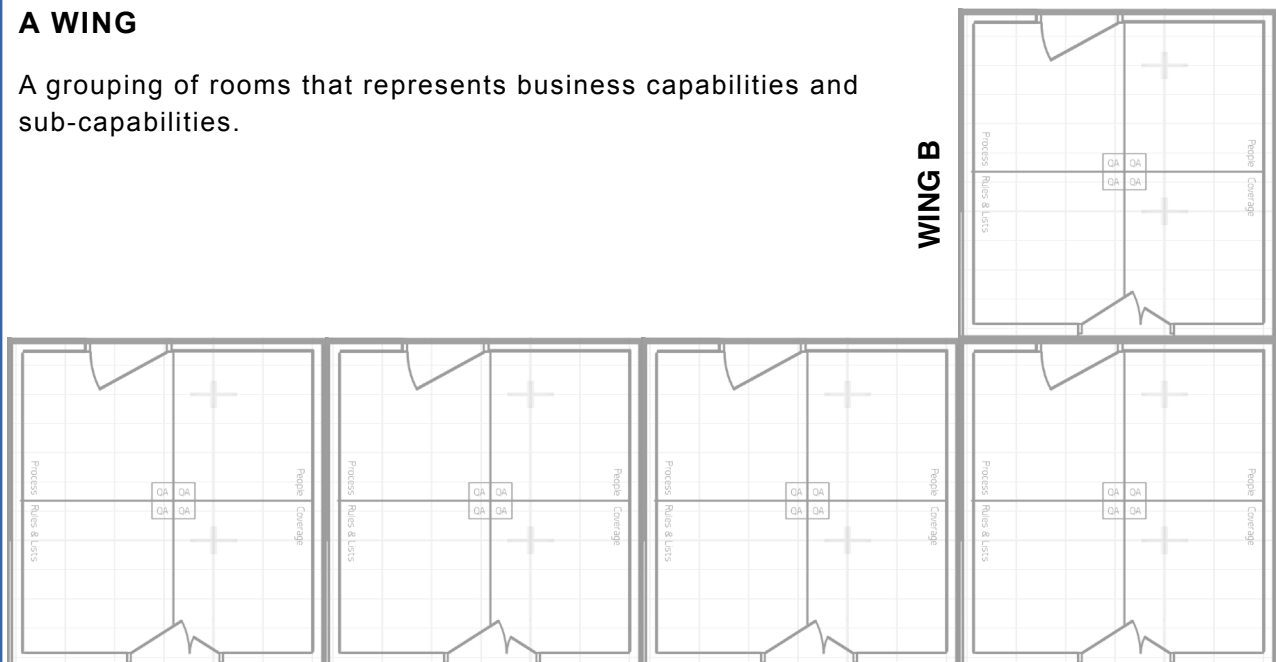 A WING
A grouping of rooms that represents business capabilities and
sub-capabilities.
WING B
Process Rules & Lists
QA QA
QA QA
People Coverage
Process Rules & Lists
QA QA
QA QA
People Coverage
Process Rules & Lists
QA QA
QA QA
People Coverage
Process Rules & Lists
QA QA
QA QA
People Coverage
Process Rules & Lists
QA QA
QA QA
People Coverage